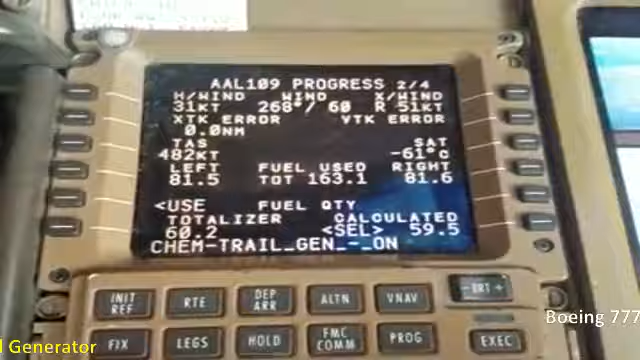 AAL109 PROGRESS 2/4
H/WIND WIND X/WIND
31KT 268°/ 60 R 51KT
XTK ERROR VTK ERROR
0.0NM
TAS SAT
482KT -61°C
LEFT FUEL USED RIGHT
81.5 TOT 163.1 81.6
<USE FUEL QTY
TOTALIZER CALCULATED
60.2 <SEL> 59.5
CHEM-TRAIL_GEN_-_ON
INIT REF RTE DEP ARR ALTN VNAV - BRT +
FIX LEGS HOLD FMC COMM PROG EXEC
Boeing 777
l Generator